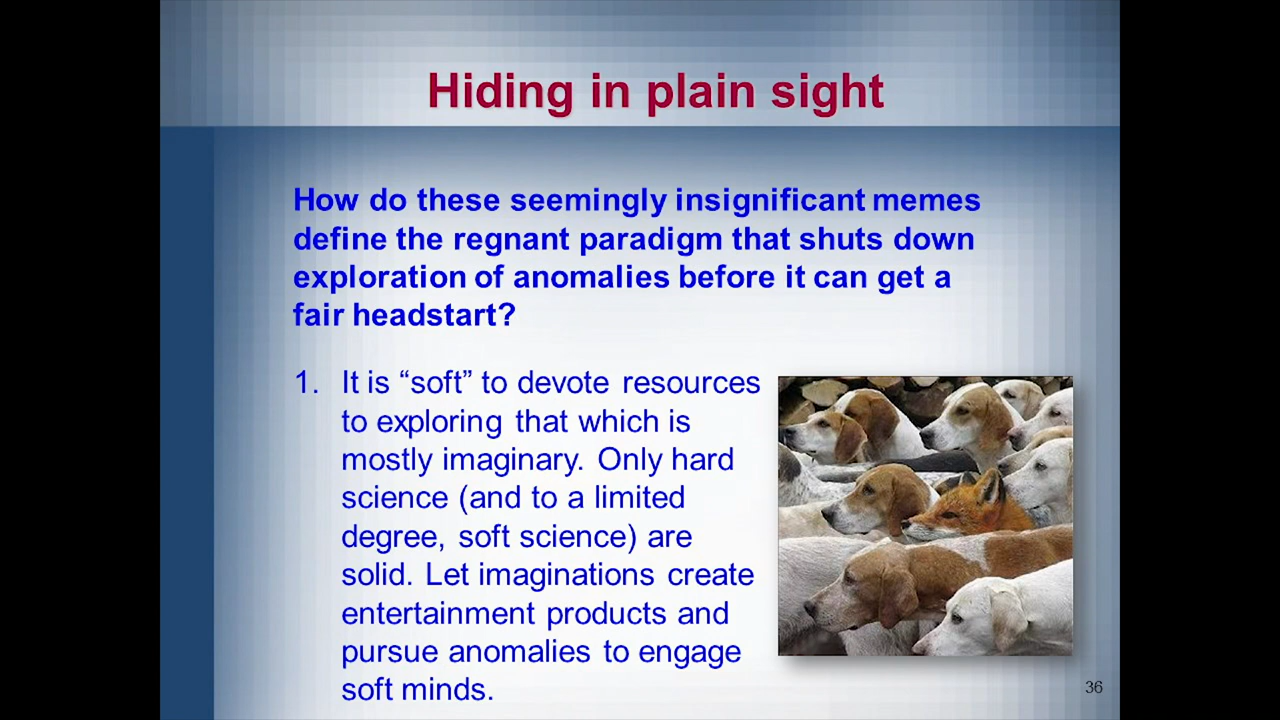 Hiding in plain sight
How do these seemingly insignificant memes
define the regnant paradigm that shuts down
exploration of anomalies before it can get a
fair headstart?
1. It is “soft” to devote resources
to exploring that which is
mostly imaginary. Only hard
science (and to a limited
degree, soft science) are
solid. Let imaginations create
entertainment products and
pursue anomalies to engage
soft minds.
36